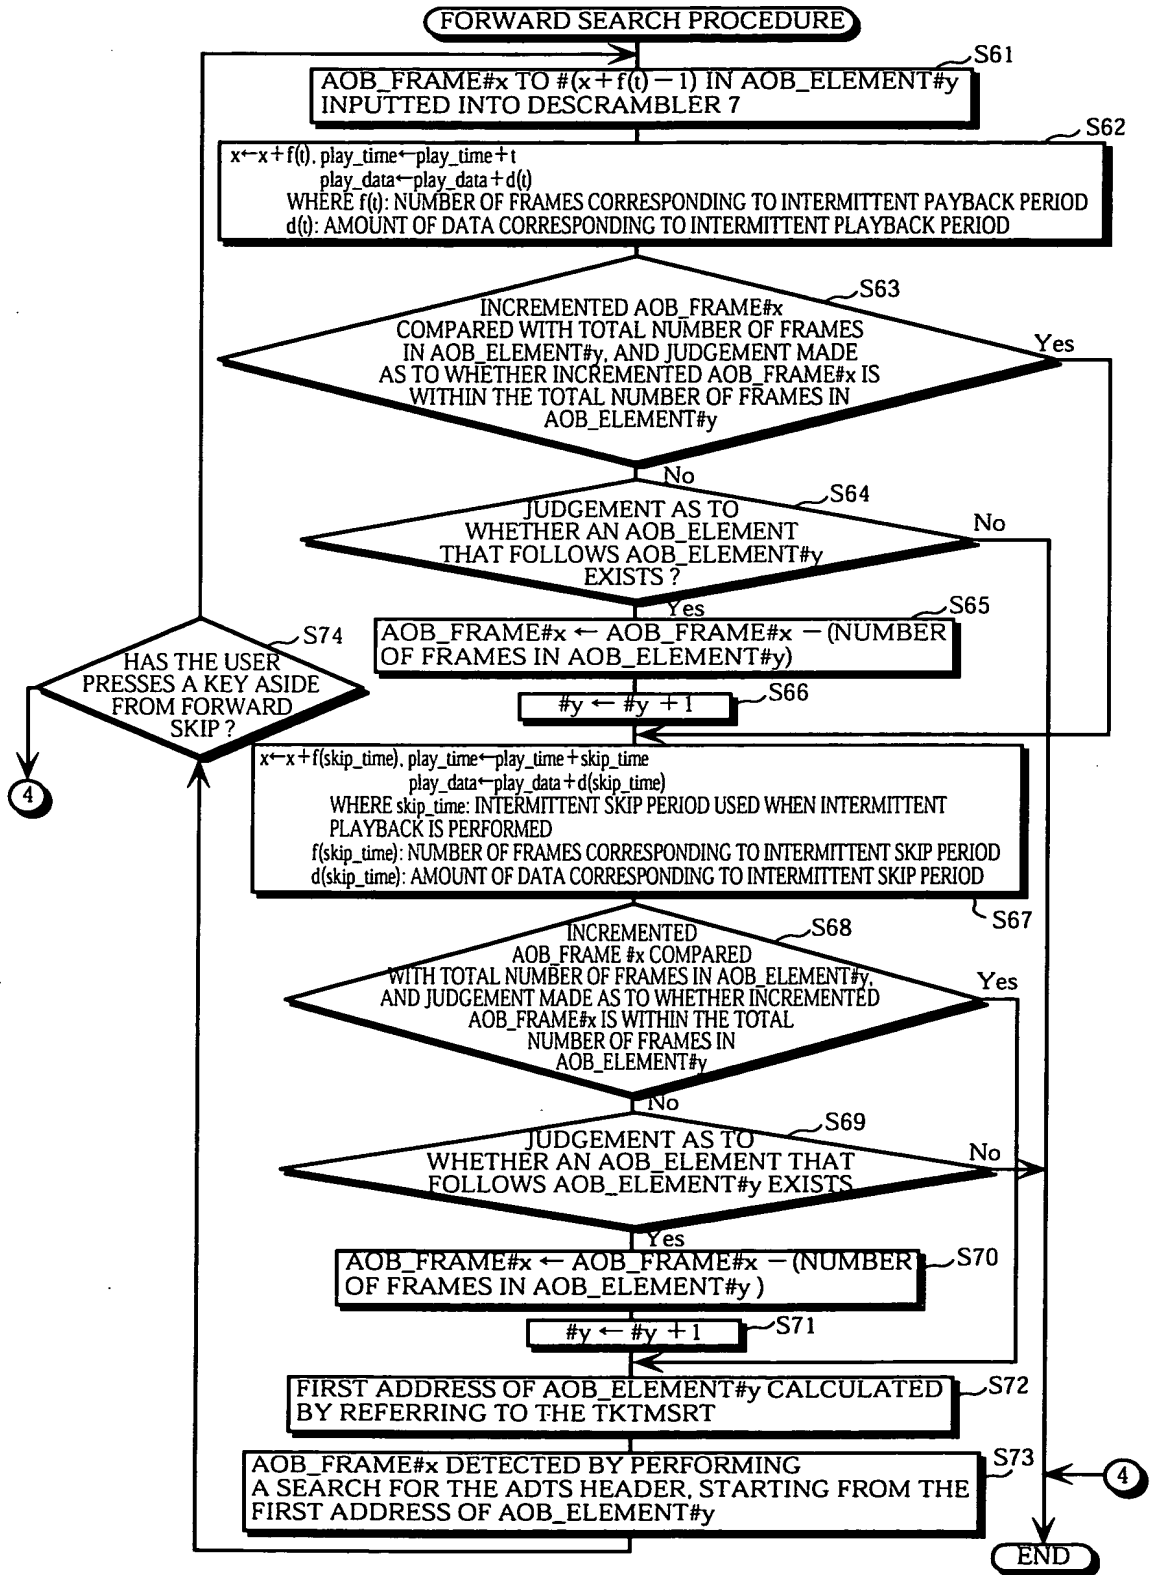 FORWARD SEARCH PROCEDURE
S61
AOB_FRAME#x TO #(x+f(t)−1) IN AOB_ELEMENT#y
INPUTTED INTO DESCRAMBLER 7
S62
x←x+f(t), play_time←play_time+t
play_data←play_data+d(t)
WHERE f(t): NUMBER OF FRAMES CORRESPONDING TO INTERMITTENT PAYBACK PERIOD
d(t): AMOUNT OF DATA CORRESPONDING TO INTERMITTENT PLAYBACK PERIOD
S63
INCREMENTED AOB_FRAME#x
COMPARED WITH TOTAL NUMBER OF FRAMES
IN AOB_ELEMENT#y, AND JUDGEMENT MADE
AS TO WHETHER INCREMENTED AOB_FRAME#x IS
WITHIN THE TOTAL NUMBER OF FRAMES IN
AOB_ELEMENT#y
Yes
No
S64
JUDGEMENT AS TO
WHETHER AN AOB_ELEMENT
THAT FOLLOWS AOB_ELEMENT#y
EXISTS ?
No
Yes
S65
AOB_FRAME#x ← AOB_FRAME#x − (NUMBER
OF FRAMES IN AOB_ELEMENT#y)
S66
#y ← #y + 1
S74
HAS THE USER
PRESSES A KEY ASIDE
FROM FORWARD
SKIP ?
4
x←x+f(skip_time), play_time←play_time+skip_time
play_data←play_data+d(skip_time)
WHERE skip_time: INTERMITTENT SKIP PERIOD USED WHEN INTERMITTENT
PLAYBACK IS PERFORMED
f(skip_time): NUMBER OF FRAMES CORRESPONDING TO INTERMITTENT SKIP PERIOD
d(skip_time): AMOUNT OF DATA CORRESPONDING TO INTERMITTENT SKIP PERIOD
S67
S68
INCREMENTED
AOB_FRAME #x COMPARED
WITH TOTAL NUMBER OF FRAMES IN AOB_ELEMENT#y,
AND JUDGEMENT MADE AS TO WHETHER INCREMENTED
AOB_FRAME#x IS WITHIN THE TOTAL
NUMBER OF FRAMES IN
AOB_ELEMENT#y
Yes
No
S69
JUDGEMENT AS TO
WHETHER AN AOB_ELEMENT THAT
FOLLOWS AOB_ELEMENT#y EXISTS
No
Yes
AOB_FRAME#x ← AOB_FRAME#x − (NUMBER
OF FRAMES IN AOB_ELEMENT#y )
S70
#y ← #y + 1
S71
FIRST ADDRESS OF AOB_ELEMENT#y CALCULATED
BY REFERRING TO THE TKTMSRT
S72
AOB_FRAME#x DETECTED BY PERFORMING
A SEARCH FOR THE ADTS HEADER, STARTING FROM THE
FIRST ADDRESS OF AOB_ELEMENT#y
S73
4
END